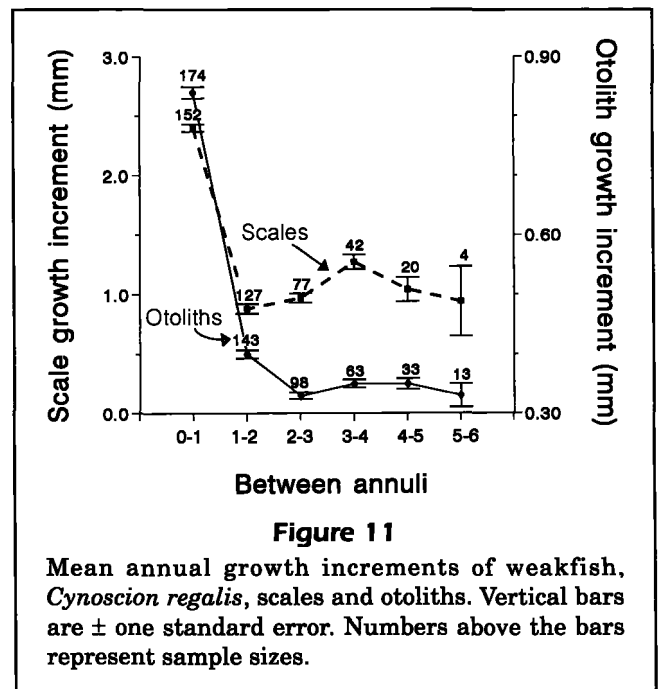 3.0
2.0
1.0
0.0
Scale growth increment (mm)
0.90
0.60
0.30
Otolith growth increment (mm)
174
152
Scales
127
77
42
20
4
Otoliths
143
98
63
33
13
0-1 1-2 2-3 3-4 4-5 5-6
Between annuli
Figure 11
Mean annual growth increments of weakfish,
Cynoscion regalis, scales and otoliths. Vertical bars
are ± one standard error. Numbers above the bars
represent sample sizes.